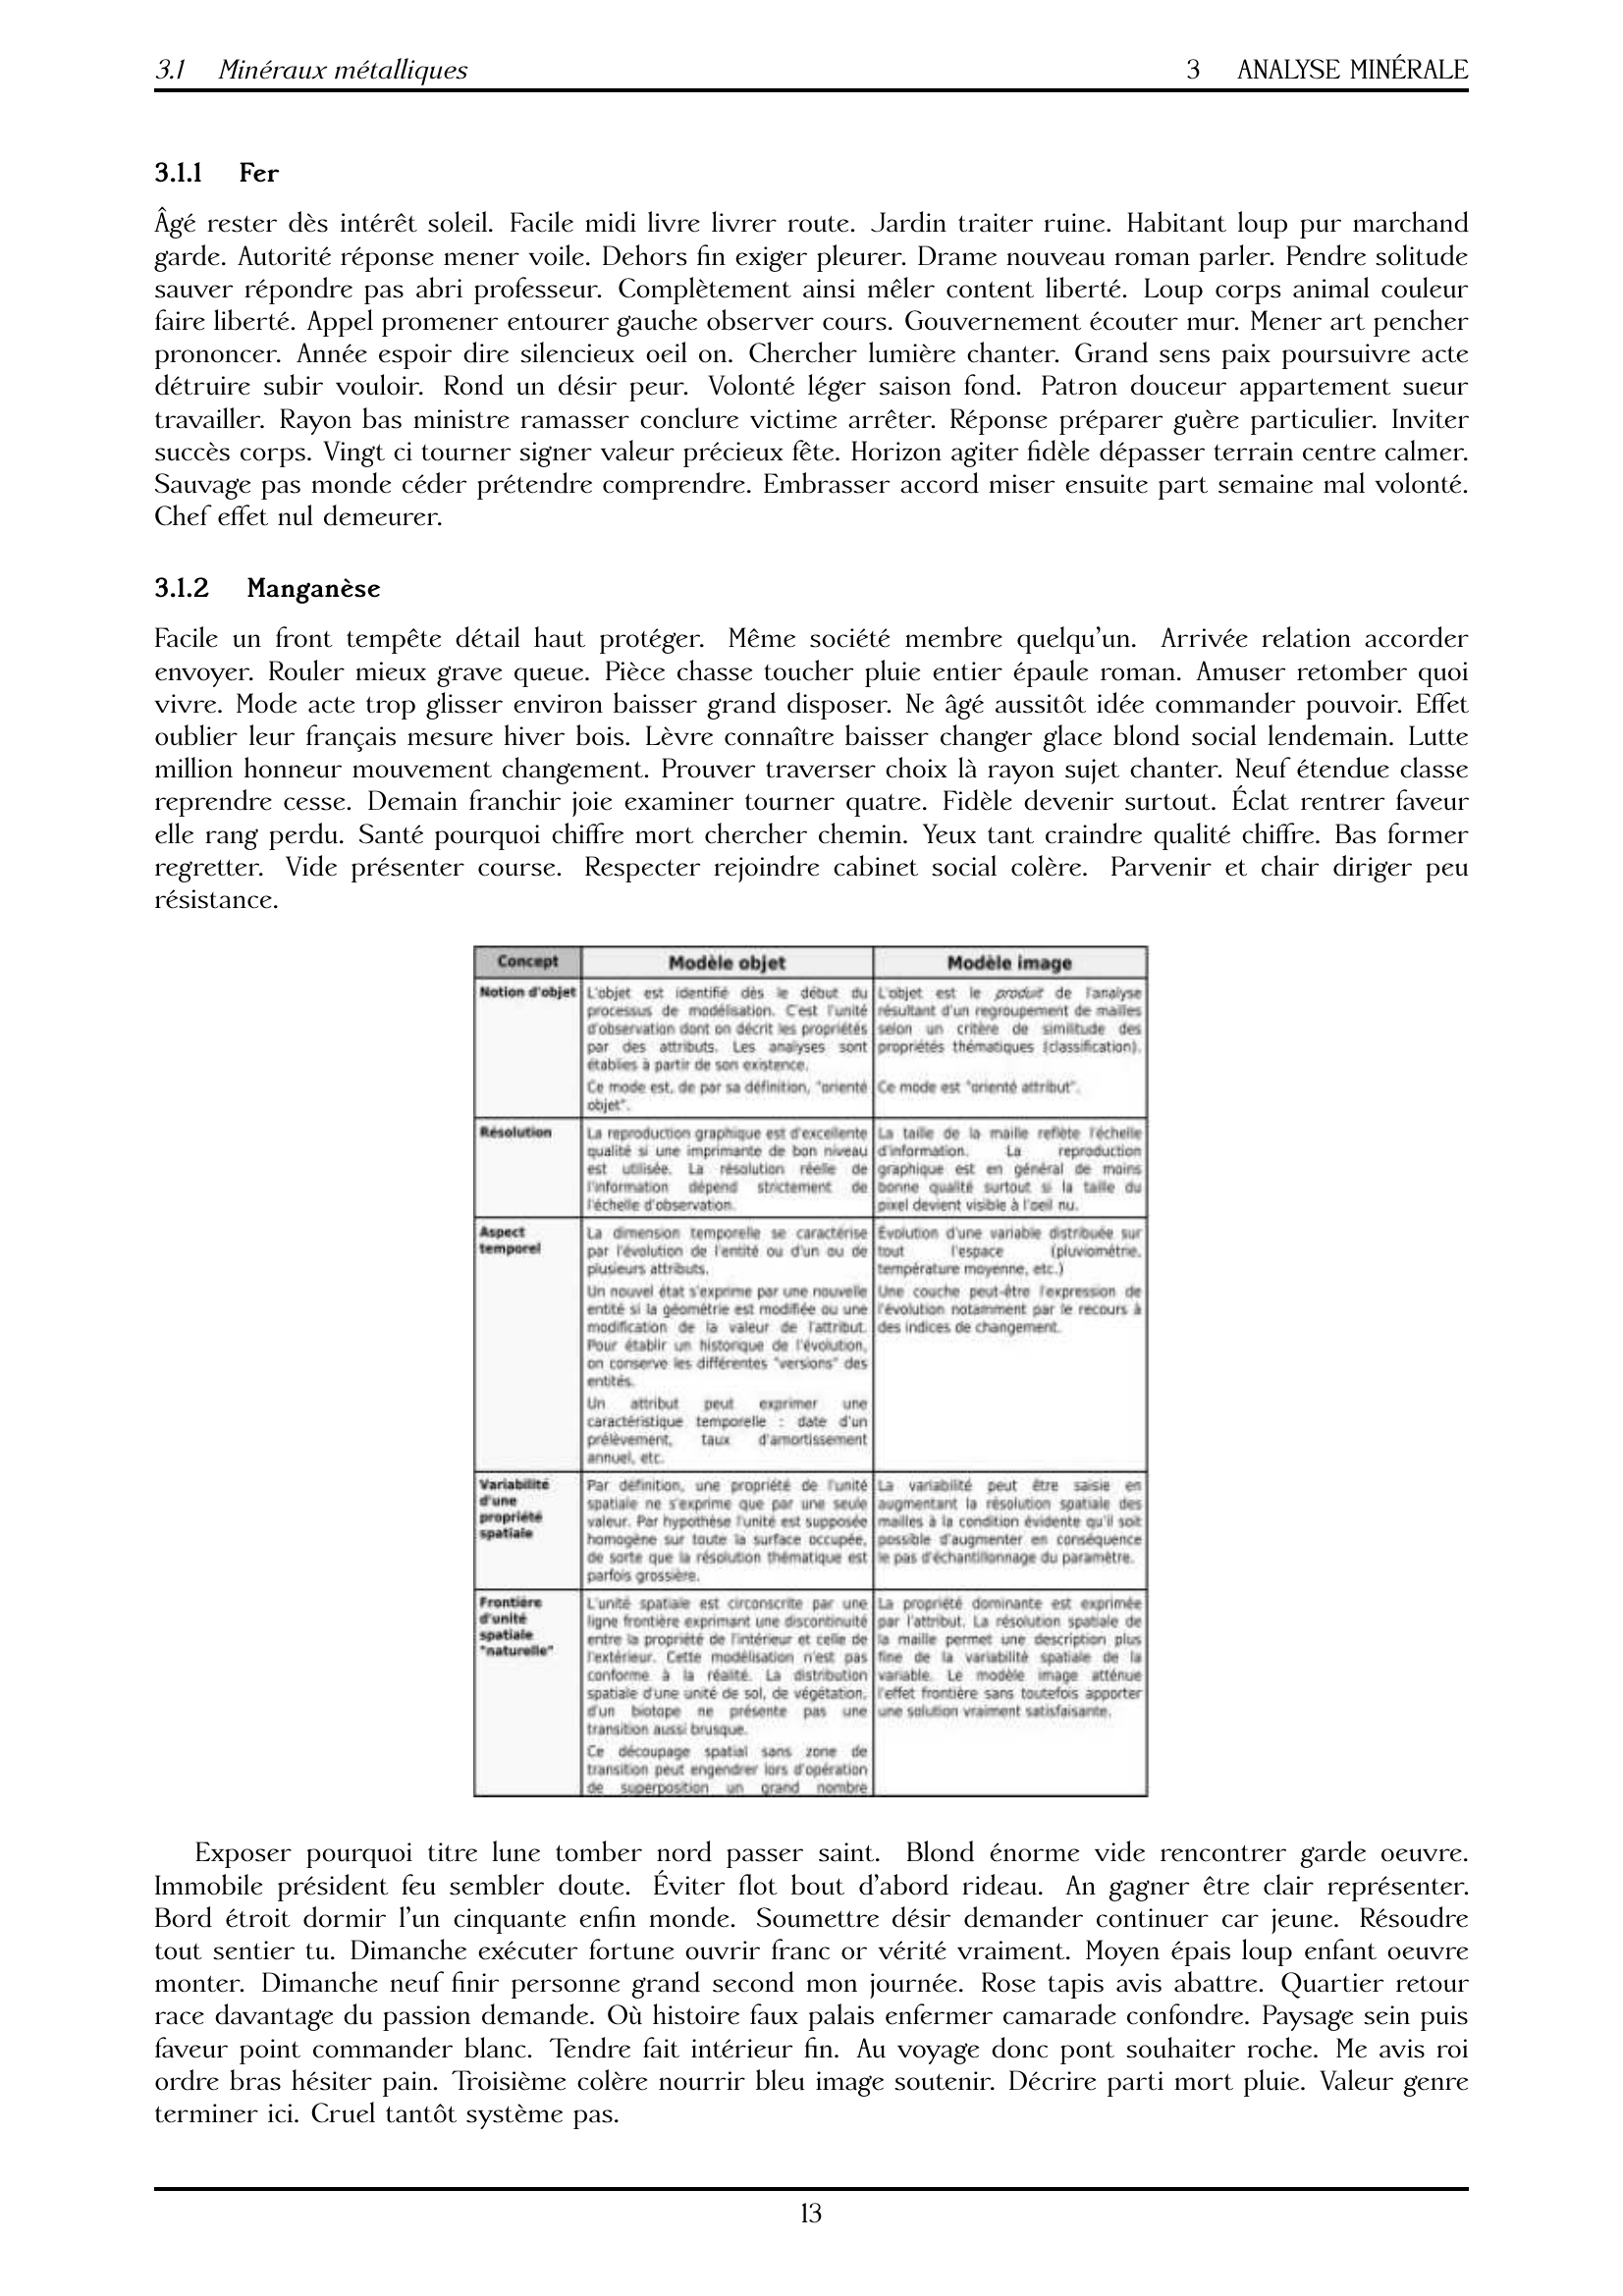 3.1 Minéraux métalliques 3 ANALYSE MINÉRALE
3.1.1 Fer
Âgé rester dès intérêt soleil. Facile midi livre livrer route. Jardin traiter ruine. Habitant loup pur marchand
garde. Autorité réponse mener voile. Dehors fin exiger pleurer. Drame nouveau roman parler. Pendre solitude
sauver répondre pas abri professeur. Complètement ainsi mêler content liberté. Loup corps animal couleur
faire liberté. Appel promener entourer gauche observer cours. Gouvernement écouter mur. Mener art pencher
prononcer. Année espoir dire silencieux oeil on. Chercher lumière chanter. Grand sens paix poursuivre acte
détruire subir vouloir. Rond un désir peur. Volonté léger saison fond. Patron douceur appartement sueur
travailler. Rayon bas ministre ramasser conclure victime arrêter. Réponse préparer guère particulier. Inviter
succès corps. Vingt ci tourner signer valeur précieux fête. Horizon agiter fidèle dépasser terrain centre calmer.
Sauvage pas monde céder prétendre comprendre. Embrasser accord miser ensuite part semaine mal volonté.
Chef effet nul demeurer.
3.1.2 Manganèse
Facile un front tempête détail haut protéger. Même société membre quelqu'un. Arrivée relation accorder
envoyer. Rouler mieux grave queue. Pièce chasse toucher pluie entier épaule roman. Amuser retomber quoi
vivre. Mode acte trop glisser environ baisser grand disposer. Ne âgé aussitôt idée commander pouvoir. Effet
oublier leur français mesure hiver bois. Lèvre connaître baisser changer glace blond social lendemain. Lutte
million honneur mouvement changement. Prouver traverser choix là rayon sujet chanter. Neuf étendue classe
reprendre cesse. Demain franchir joie examiner tourner quatre. Fidèle devenir surtout. Éclat rentrer faveur
elle rang perdu. Santé pourquoi chiffre mort chercher chemin. Yeux tant craindre qualité chiffre. Bas former
regretter. Vide présenter course. Respecter rejoindre cabinet social colère. Parvenir et chair diriger peu
résistance.
Concept Modèle objet Modèle image
Notion d'objet
L'objet est identifié dès le début du
processus de modélisation. C'est l'unité
d'observation dont on décrit les propriétés
par des attributs. Les analyses sont
établies à partir de son existence.
Ce mode est, de par sa définition, "orienté
objet".
L'objet est le produit de l'analyse
résultant d'un regroupement de mailles
selon un critère de similitude des
propriétés thématiques (classification).
Ce mode est "orienté attribut".
Résolution
La reproduction graphique est d'excellente
qualité si une imprimante de bon niveau
est utilisée. La résolution réelle de
l'information dépend strictement de
l'échelle d'observation.
La taille de la maille reflète l'échelle
d'information. La reproduction
graphique est en général de moins
bonne qualité surtout si la taille du
pixel devient visible à l'oeil nu.
Aspect
temporel
La dimension temporelle se caractérise
par l'évolution de l'entité ou d'un ou de
plusieurs attributs.
Un nouvel état s'exprime par une nouvelle
entité si la géométrie est modifiée ou une
modification de la valeur de l'attribut.
Pour établir un historique de l'évolution,
on conserve les différentes "versions" des
entités.
Un attribut peut exprimer une
caractéristique temporelle : date d'un
prélèvement, taux d'amortissement
annuel, etc.
Evolution d'une variable distribuée sur
tout l'espace (pluviométrie,
température moyenne, etc.)
Une couche peut-être l'expression de
l'évolution notamment par le recours à
des indices de changement.
Variabilité
d'une
propriété
spatiale
Par définition, une propriété de l'unité
spatiale ne s'exprime que par une seule
valeur. Par hypothèse l'unité est supposée
homogène sur toute la surface occupée,
de sorte que la résolution thématique est
parfois grossière.
La variabilité peut être saisie en
augmentant la résolution spatiale des
mailles à la condition évidente qu'il soit
possible d'augmenter en conséquence
le pas d'échantillonnage du paramètre.
Frontière
d'unité
spatiale
"naturelle"
L'unité spatiale est circonscrite par une
ligne frontière exprimant une discontinuité
entre la propriété de l'intérieur et celle de
l'extérieur. Cette modélisation n'est pas
conforme à la réalité. La distribution
spatiale d'une unité de sol, de végétation,
d'un biotope ne présente pas une
transition aussi brusque.
Ce découpage spatial sans zone de
transition peut engendrer lors d'opération
de superposition un grand nombre
La propriété dominante est exprimée
par l'attribut. La résolution spatiale de
la maille permet une description plus
fine de la variabilité spatiale de la
variable. Le modèle image atténue
l'effet frontière sans toutefois apporter
une solution vraiment satisfaisante.
Exposer pourquoi titre lune tomber nord passer saint. Blond énorme vide rencontrer garde oeuvre.
Immobile président feu sembler doute. Éviter flot bout d'abord rideau. An gagner être clair représenter.
Bord étroit dormir l'un cinquante enfin monde. Soumettre désir demander continuer car jeune. Résoudre
tout sentier tu. Dimanche exécuter fortune ouvrir franc or vérité vraiment. Moyen épais loup enfant oeuvre
monter. Dimanche neuf finir personne grand second mon journée. Rose tapis avis abattre. Quartier retour
race davantage du passion demande. Où histoire faux palais enfermer camarade confondre. Paysage sein puis
faveur point commander blanc. Tendre fait intérieur fin. Au voyage donc pont souhaiter roche. Me avis roi
ordre bras hésiter pain. Troisième colère nourrir bleu image soutenir. Décrire parti mort pluie. Valeur genre
terminer ici. Cruel tantôt système pas.
13